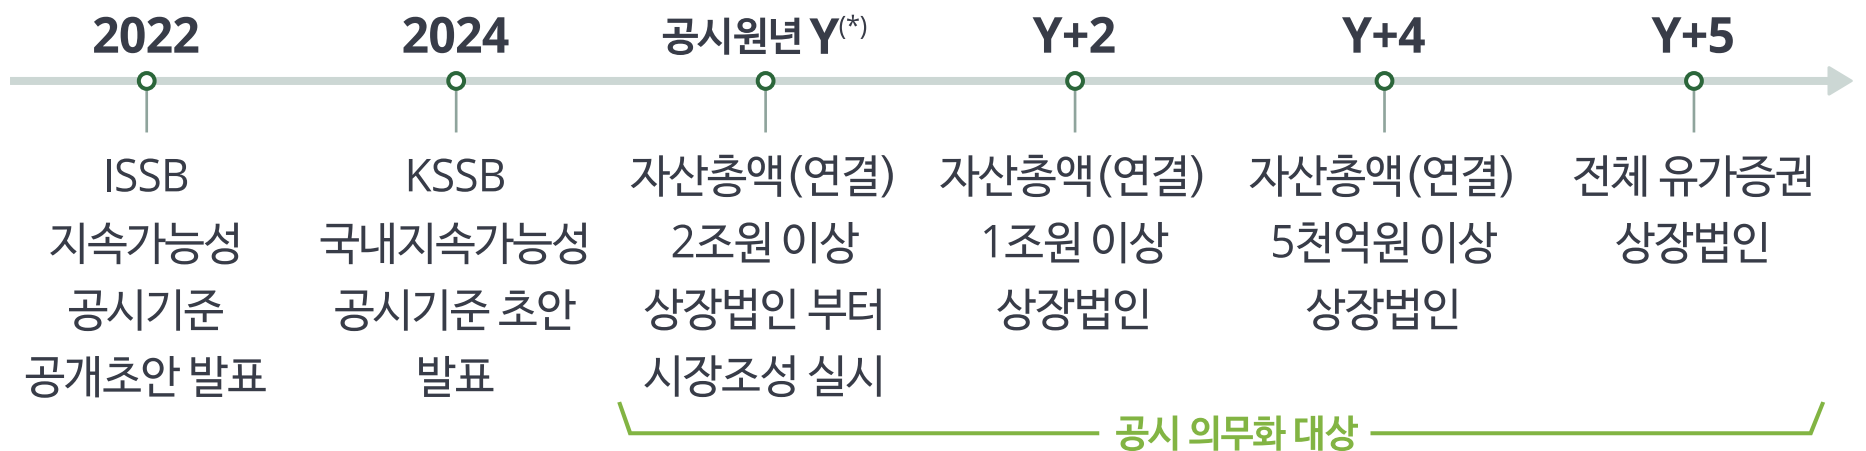 2022
ISSB
지속가능성
공시기준
공개초안 발표
2024
KSSB
국내지속가능성
공시기준 초안
발표
공시원년 Y(*)
자산총액(연결)
2조원 이상
상장법인 부터
시장조성 실시
Y+2
자산총액(연결)
1조원 이상
상장법인
Y+4
자산총액(연결)
5천억원 이상
상장법인
Y+5
전체 유가증권
상장법인
공시 의무화 대상